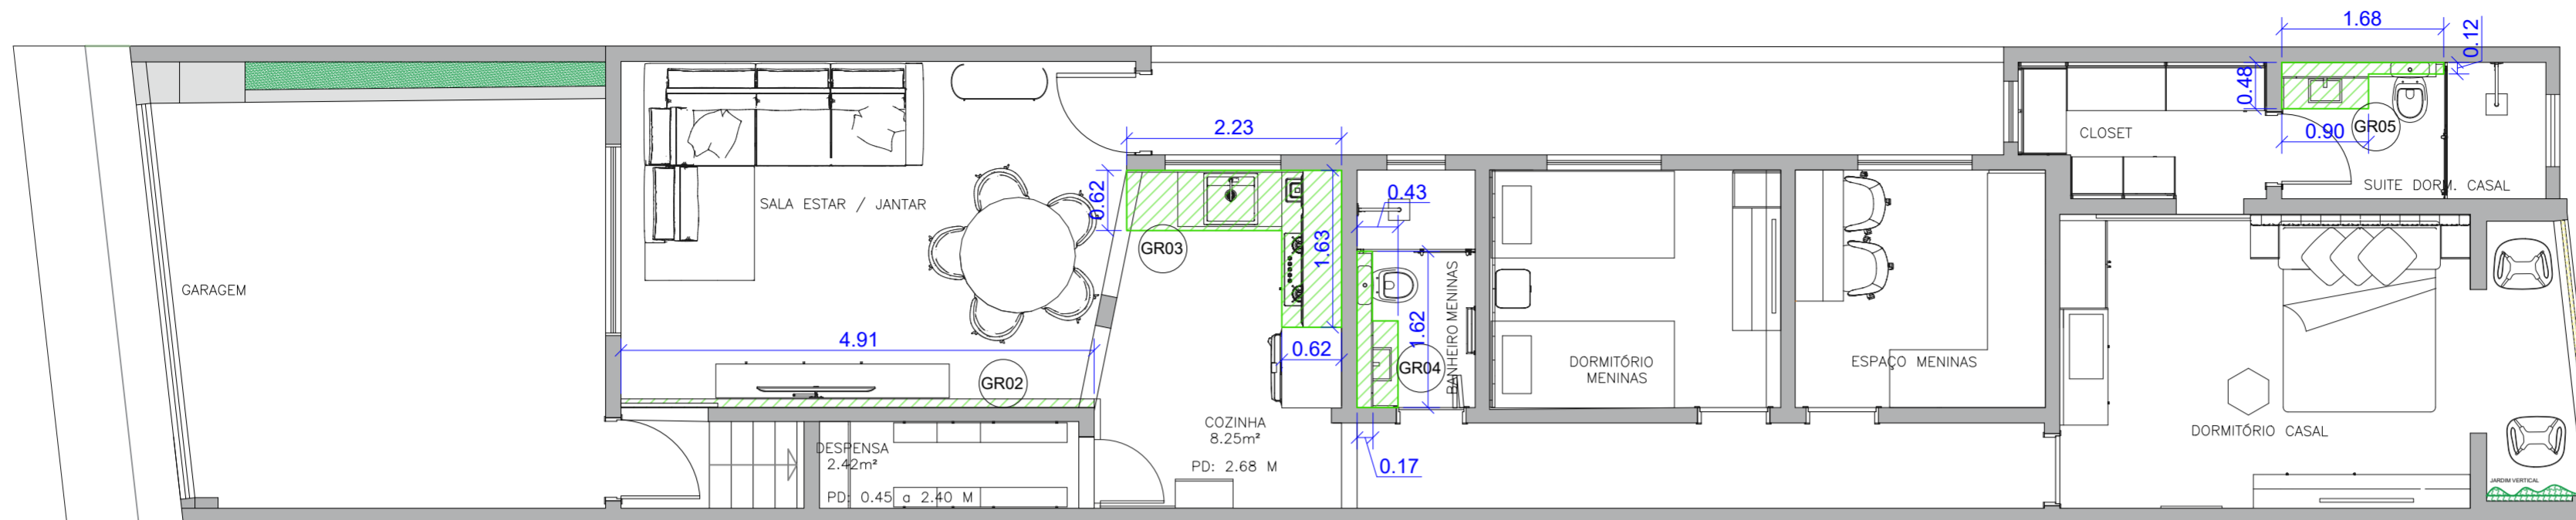 1.68
0.12
0.48
0.90
GR05
CLOSET
SUITE DORM. CASAL
2.23
0.62
SALA ESTAR / JANTAR
GR03
1.63
0.43
GARAGEM
4.91
0.62
1.62
BANHEIRO MENINAS
GR04
GR02
DORMITÓRIO
MENINAS
ESPAÇO MENINAS
COZINHA
8.25m²
PD: 2.68 M
DESPENSA
2.42m²
PD: 0.45 a 2.40 M
0.17
DORMITÓRIO CASAL
JARDIM VERTICAL